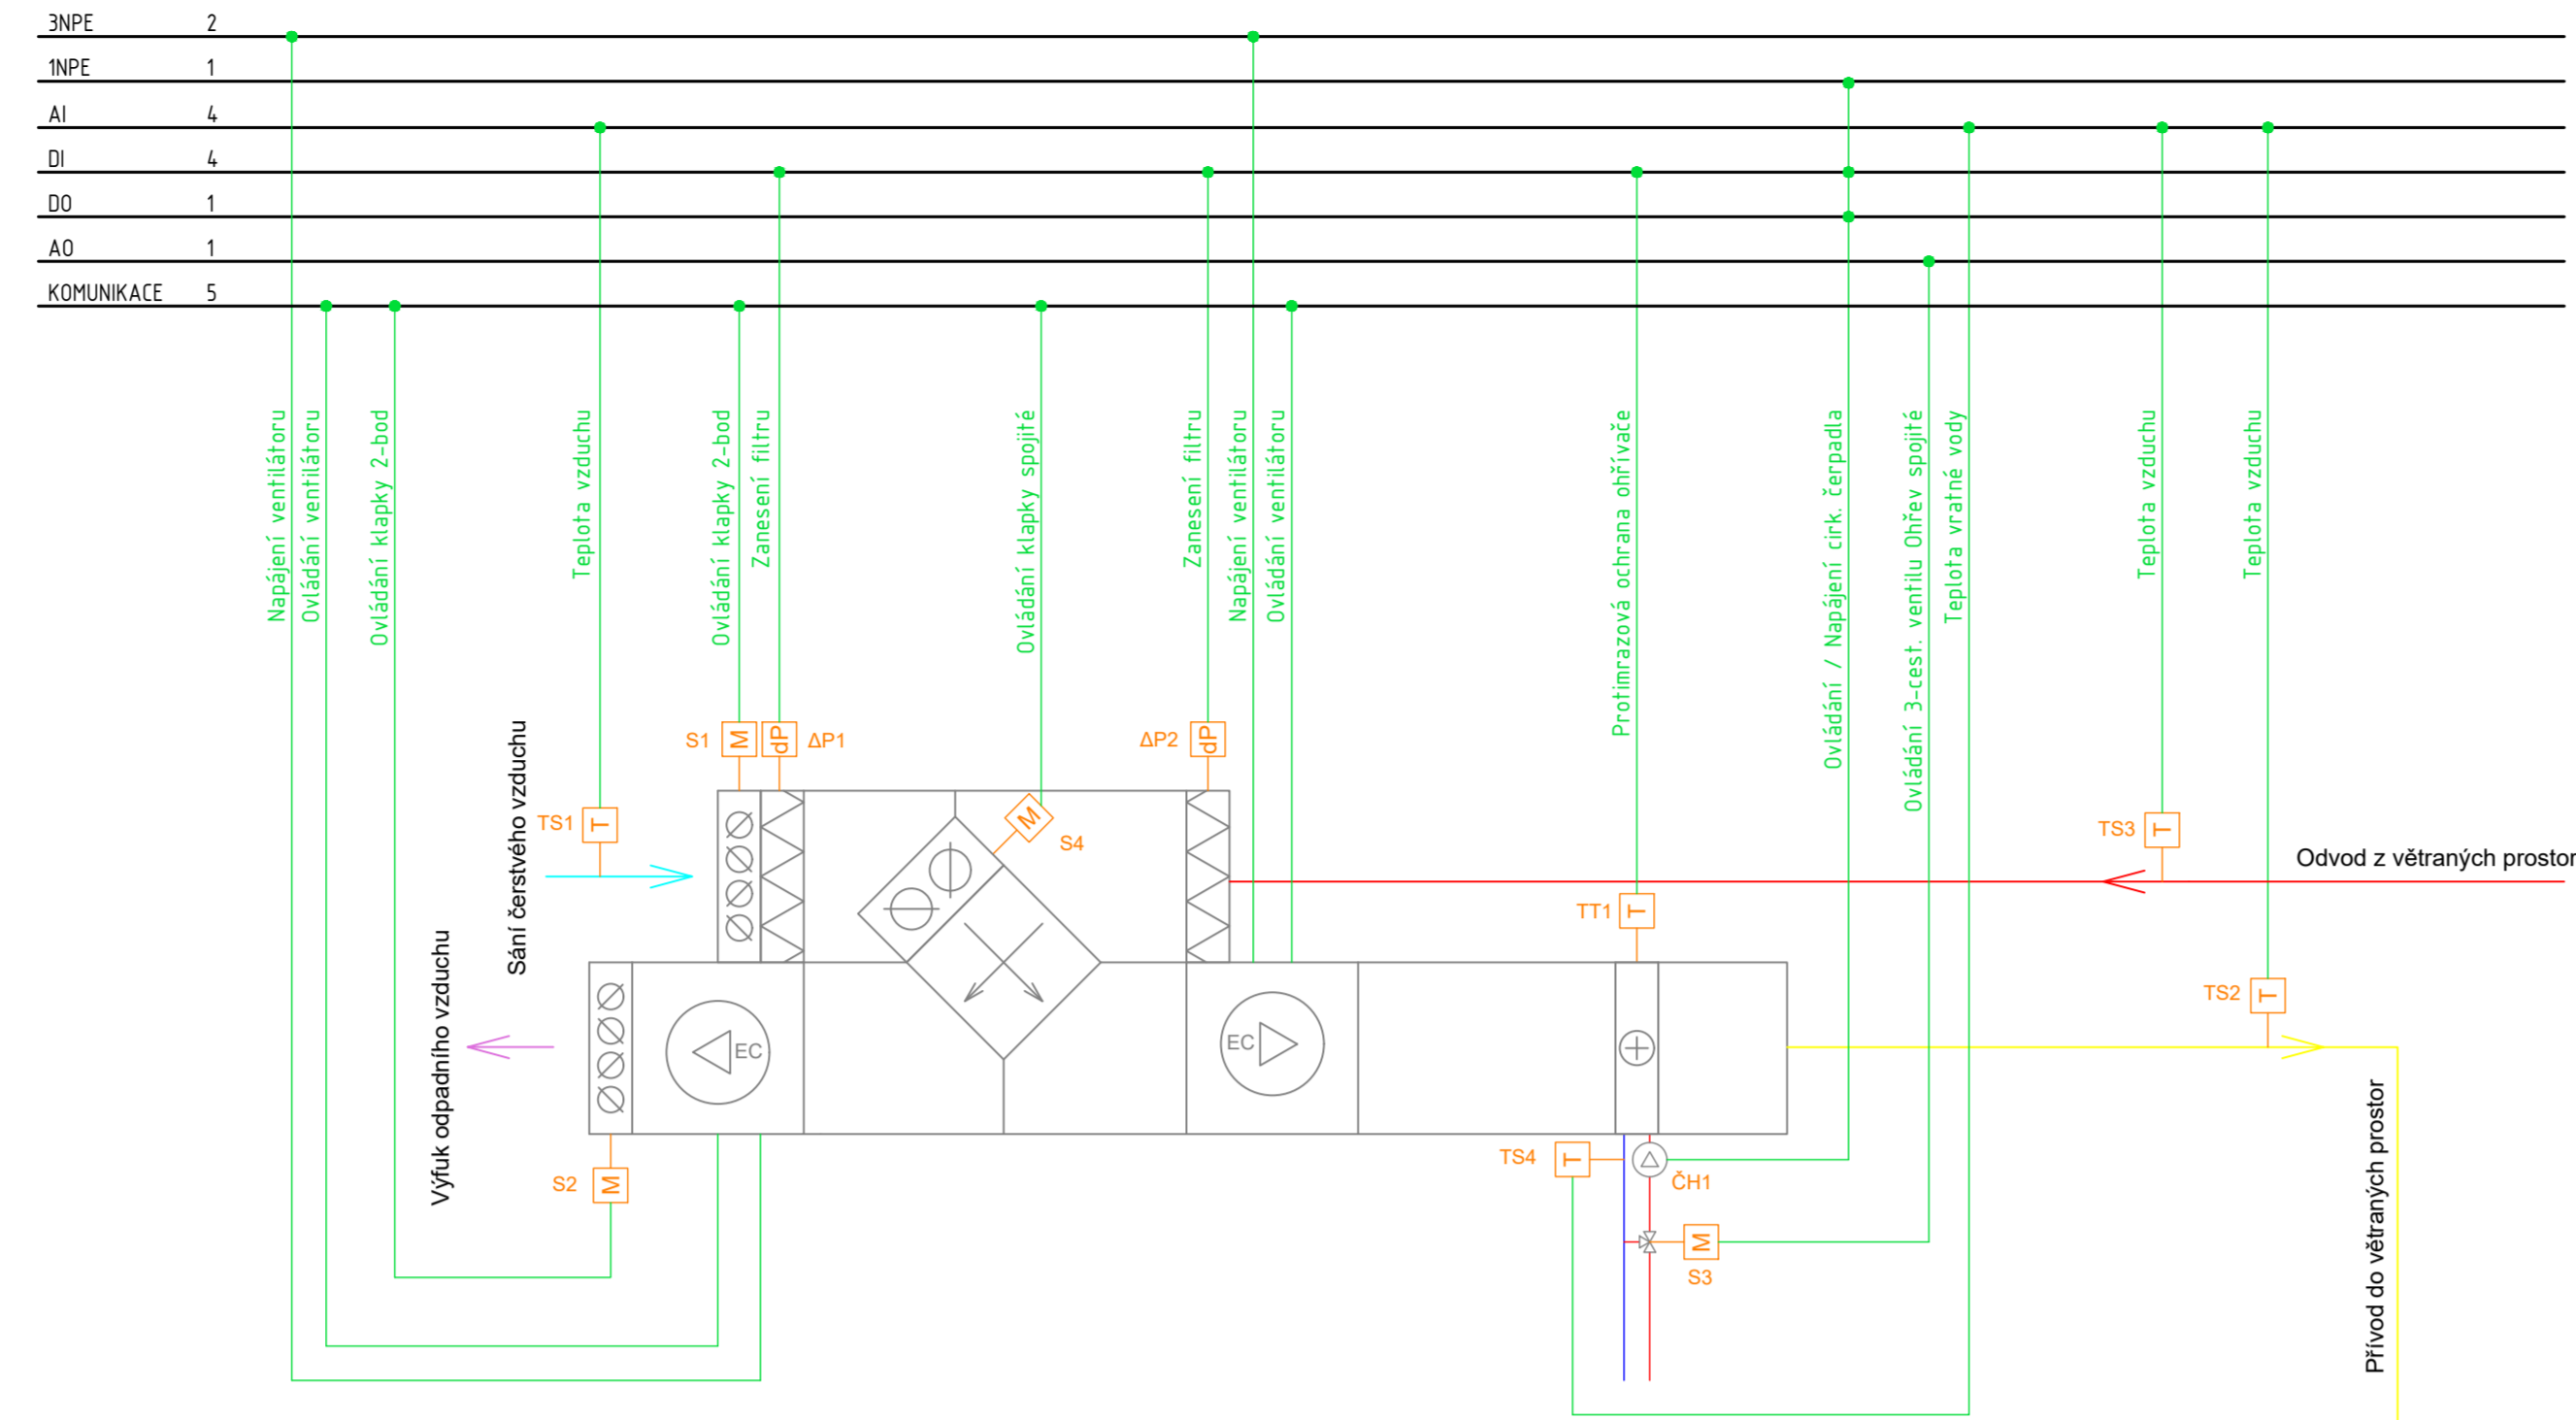 3NPE 2
1NPE 1
AI 4
DI 4
DO 1
AO 1
KOMUNIKACE 5
Napájení ventilátoru
Ovládání ventilátoru
Ovládání klapky 2-bod
Teplota vzduchu
Ovládání klapky 2-bod
Zanesení filtru
Ovládání klapky spojité
Zanesení filtru
Napájení ventilátoru
Ovládání ventilátoru
Protimrazová ochrana ohřívače
Ovládání / Napájení cirk. čerpadla
Ovládání 3-cest. ventilu Ohřev spojité
Teplota vratné vody
Teplota vzduchu
Teplota vzduchu
S1 M dP ΔP1
ΔP2 dP
Sání čerstvého vzduchu
TS1 T
M
S4
TS3 T
Odvod z větraných prostor
TT1 T
Výfuk odpadního vzduchu
TS2 T
EC
EC
Přívod do větraných prostor
TS4 T
ČH1
S2 M
M
S3